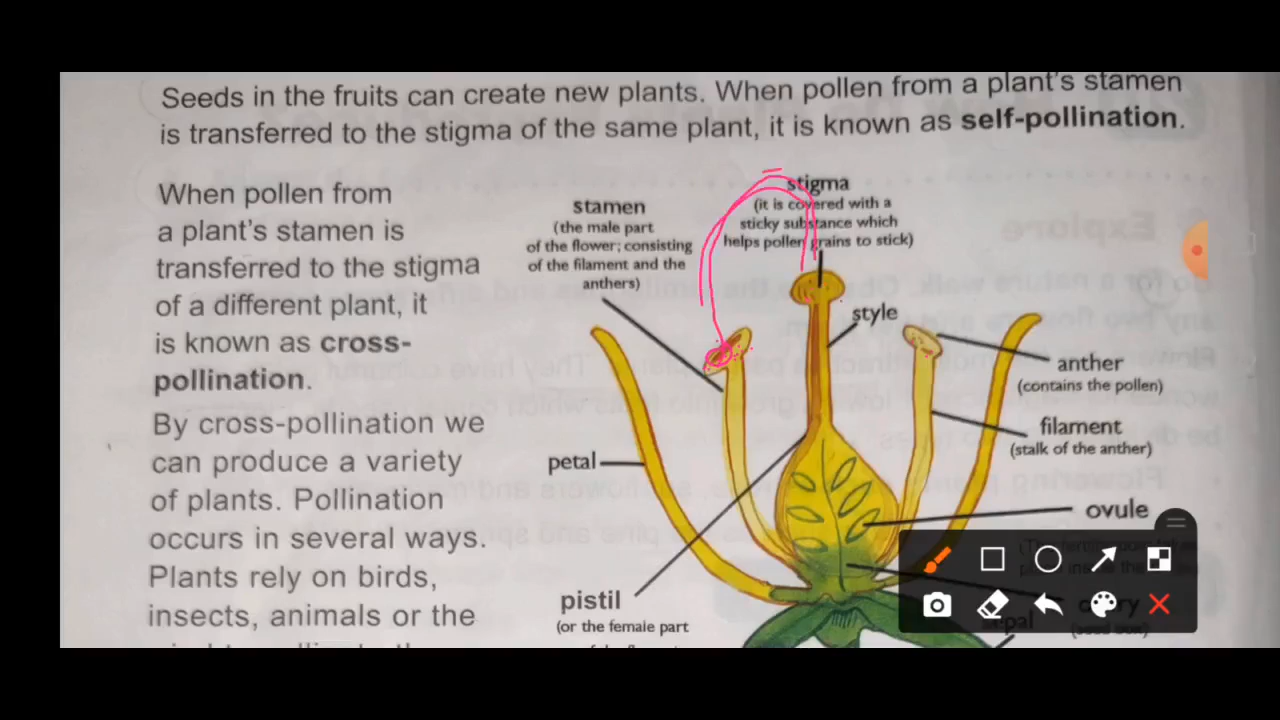 Seeds in the fruits can create new plants. When pollen from a plant's stamen
is transferred to the stigma of the same plant, it is known as self-pollination.
When pollen from
a plant's stamen is
transferred to the stigma
of a different plant, it
is known as cross-
pollination.
By cross-pollination we
can produce a variety
of plants. Pollination
occurs in several ways.
Plants rely on birds,
insects, animals or the
stamen
(the male part
of the flower; consisting
of the filament and the
anthers)
stigma
(it is covered with a
sticky substance which
helps pollen grains to stick)
style
anther
(contains the pollen)
filament
(stalk of the anther)
petal
ovule
pistil
(or the female part